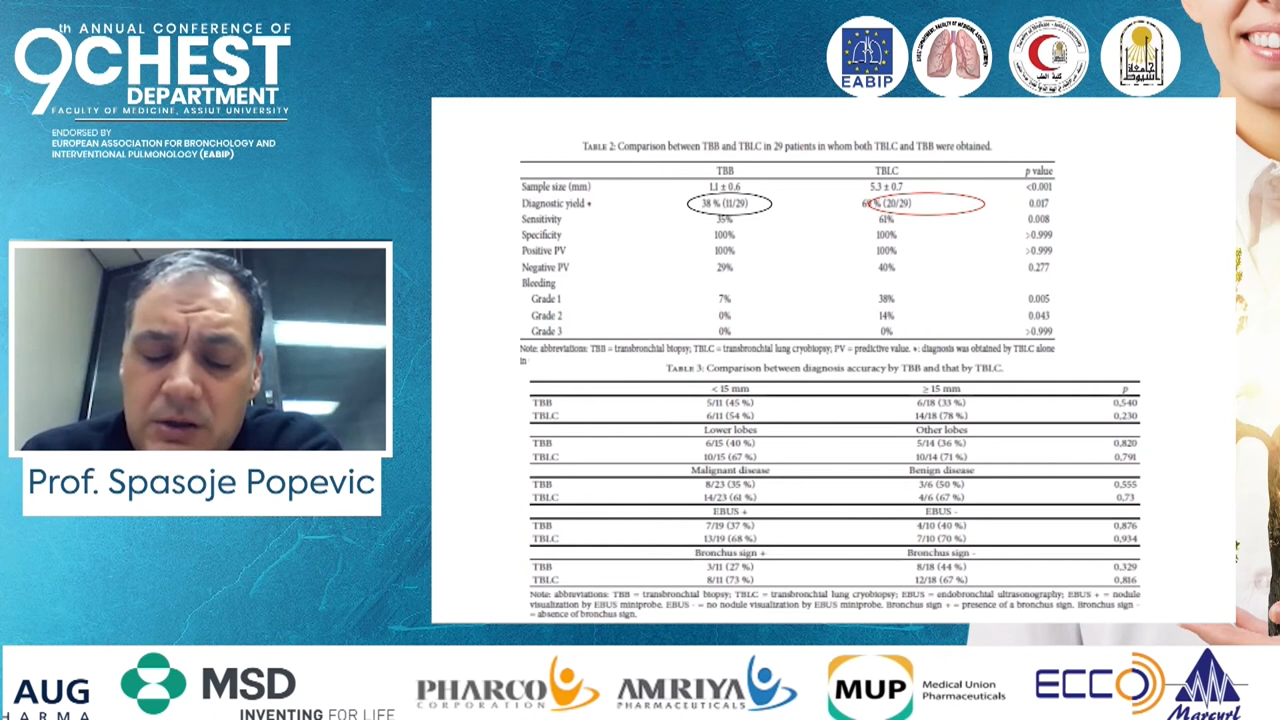 9th ANNUAL CONFERENCE OF
CHEST
DEPARTMENT
FACULTY OF MEDICINE, ASSIUT UNIVERSITY
ENDORSED BY
EUROPEAN ASSOCIATION FOR BRONCHOLOGY AND
INTERVENTIONAL PULMONOLOGY (EABIP)
EABIP
كلية الطب
جامعة أسيوط
TABLE 2: Comparison between TBB and TBLC in 29 patients in whom both TBLC and TBB were obtained.
TBB TBLC p value
Sample size (mm) 1.1 ± 0.6 5.3 ± 0.7 <0.001
Diagnostic yield * 38 % (11/29) % (20/29) 0.017
Sensitivity 35% 61% 0.008
Specificity 100% 100% >0.999
Positive PV 100% 100% >0.999
Negative PV 29% 40% 0.277
Bleeding
Grade 1 7% 38% 0.005
Grade 2 0% 14% 0.043
Grade 3 0% 0% >0.999
Note: abbreviations: TBB = transbronchial biopsy; TBLC = transbronchial lung cryobiopsy; PV = predictive value. *: diagnosis was obtained by TBLC alone
in
TABLE 3: Comparison between diagnosis accuracy by TBB and that by TBLC.
< 15 mm ≥ 15 mm p
TBB 5/11 (45 %) 6/18 (33 %) 0,540
TBLC 6/11 (54 %) 14/18 (78 %) 0,230
Lower lobes Other lobes
TBB 6/15 (40 %) 5/14 (36 %) 0,820
TBLC 10/15 (67 %) 10/14 (71 %) 0,791
Malignant disease Benign disease
TBB 8/23 (35 %) 3/6 (50 %) 0,555
TBLC 14/23 (61 %) 4/6 (67 %) 0,73
EBUS + EBUS -
TBB 7/19 (37 %) 4/10 (40 %) 0,876
TBLC 13/19 (68 %) 7/10 (70 %) 0,934
Bronchus sign + Bronchus sign -
TBB 3/11 (27 %) 8/18 (44 %) 0,329
TBLC 8/11 (73 %) 12/18 (67 %) 0,816
Note: abbreviations: TBB = transbronchial biopsy; TBLC = transbronchial lung cryobiopsy; EBUS = endobronchial ultrasonography; EBUS + = nodule
visualization by EBUS miniprobe. EBUS - = no nodule visualization by EBUS miniprobe. Bronchus sign + = presence of a bronchus sign. Bronchus sign -
= absence of bronchus sign.
Prof. Spasoje Popevic
AUG
HARMA
MSD
INVENTING FOR LIFE
PHARCO
CORPORATION
AMRIYA
PHARMACEUTICALS
MUP
Medical Union
Pharmaceuticals
ECCO
Marcyrl